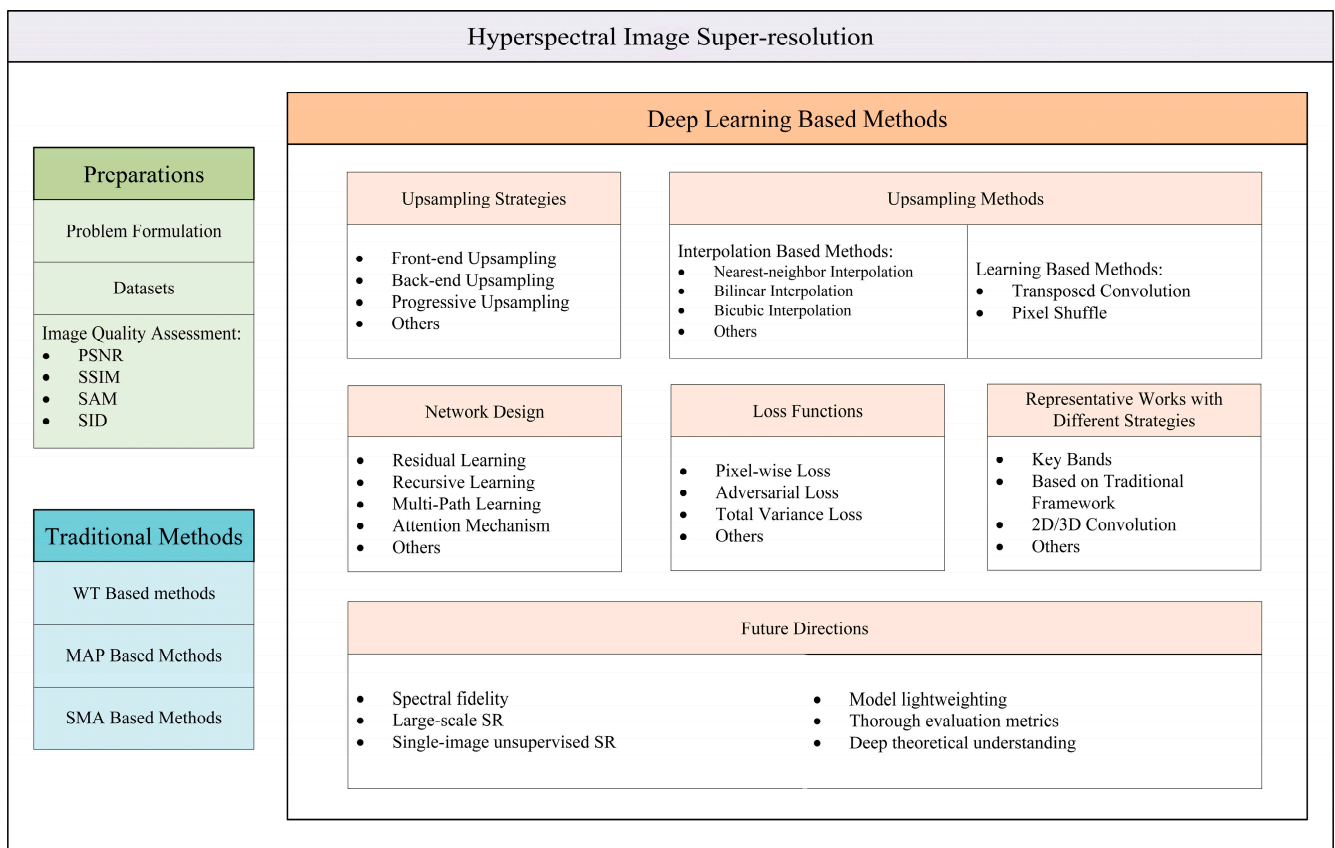 Hyperspectral Image Super-resolution
Preparations
Problem Formulation
Datasets
Image Quality Assessment:
• PSNR
• SSIM
• SAM
• SID
Traditional Methods
WT Based methods
MAP Based Methods
SMA Based Methods
Deep Learning Based Methods
Upsampling Strategies
• Front-end Upsampling
• Back-end Upsampling
• Progressive Upsampling
• Others
Upsampling Methods
Interpolation Based Methods:
• Nearest-neighbor Interpolation
• Bilinear Interpolation
• Bicubic Interpolation
• Others
Learning Based Methods:
• Transposed Convolution
• Pixel Shuffle
Network Design
• Residual Learning
• Recursive Learning
• Multi-Path Learning
• Attention Mechanism
• Others
Loss Functions
• Pixel-wise Loss
• Adversarial Loss
• Total Variance Loss
• Others
Representative Works with
Different Strategies
• Key Bands
• Based on Traditional
Framework
• 2D/3D Convolution
• Others
Future Directions
• Spectral fidelity
• Large-scale SR
• Single-image unsupervised SR
• Model lightweighting
• Thorough evaluation metrics
• Deep theoretical understanding